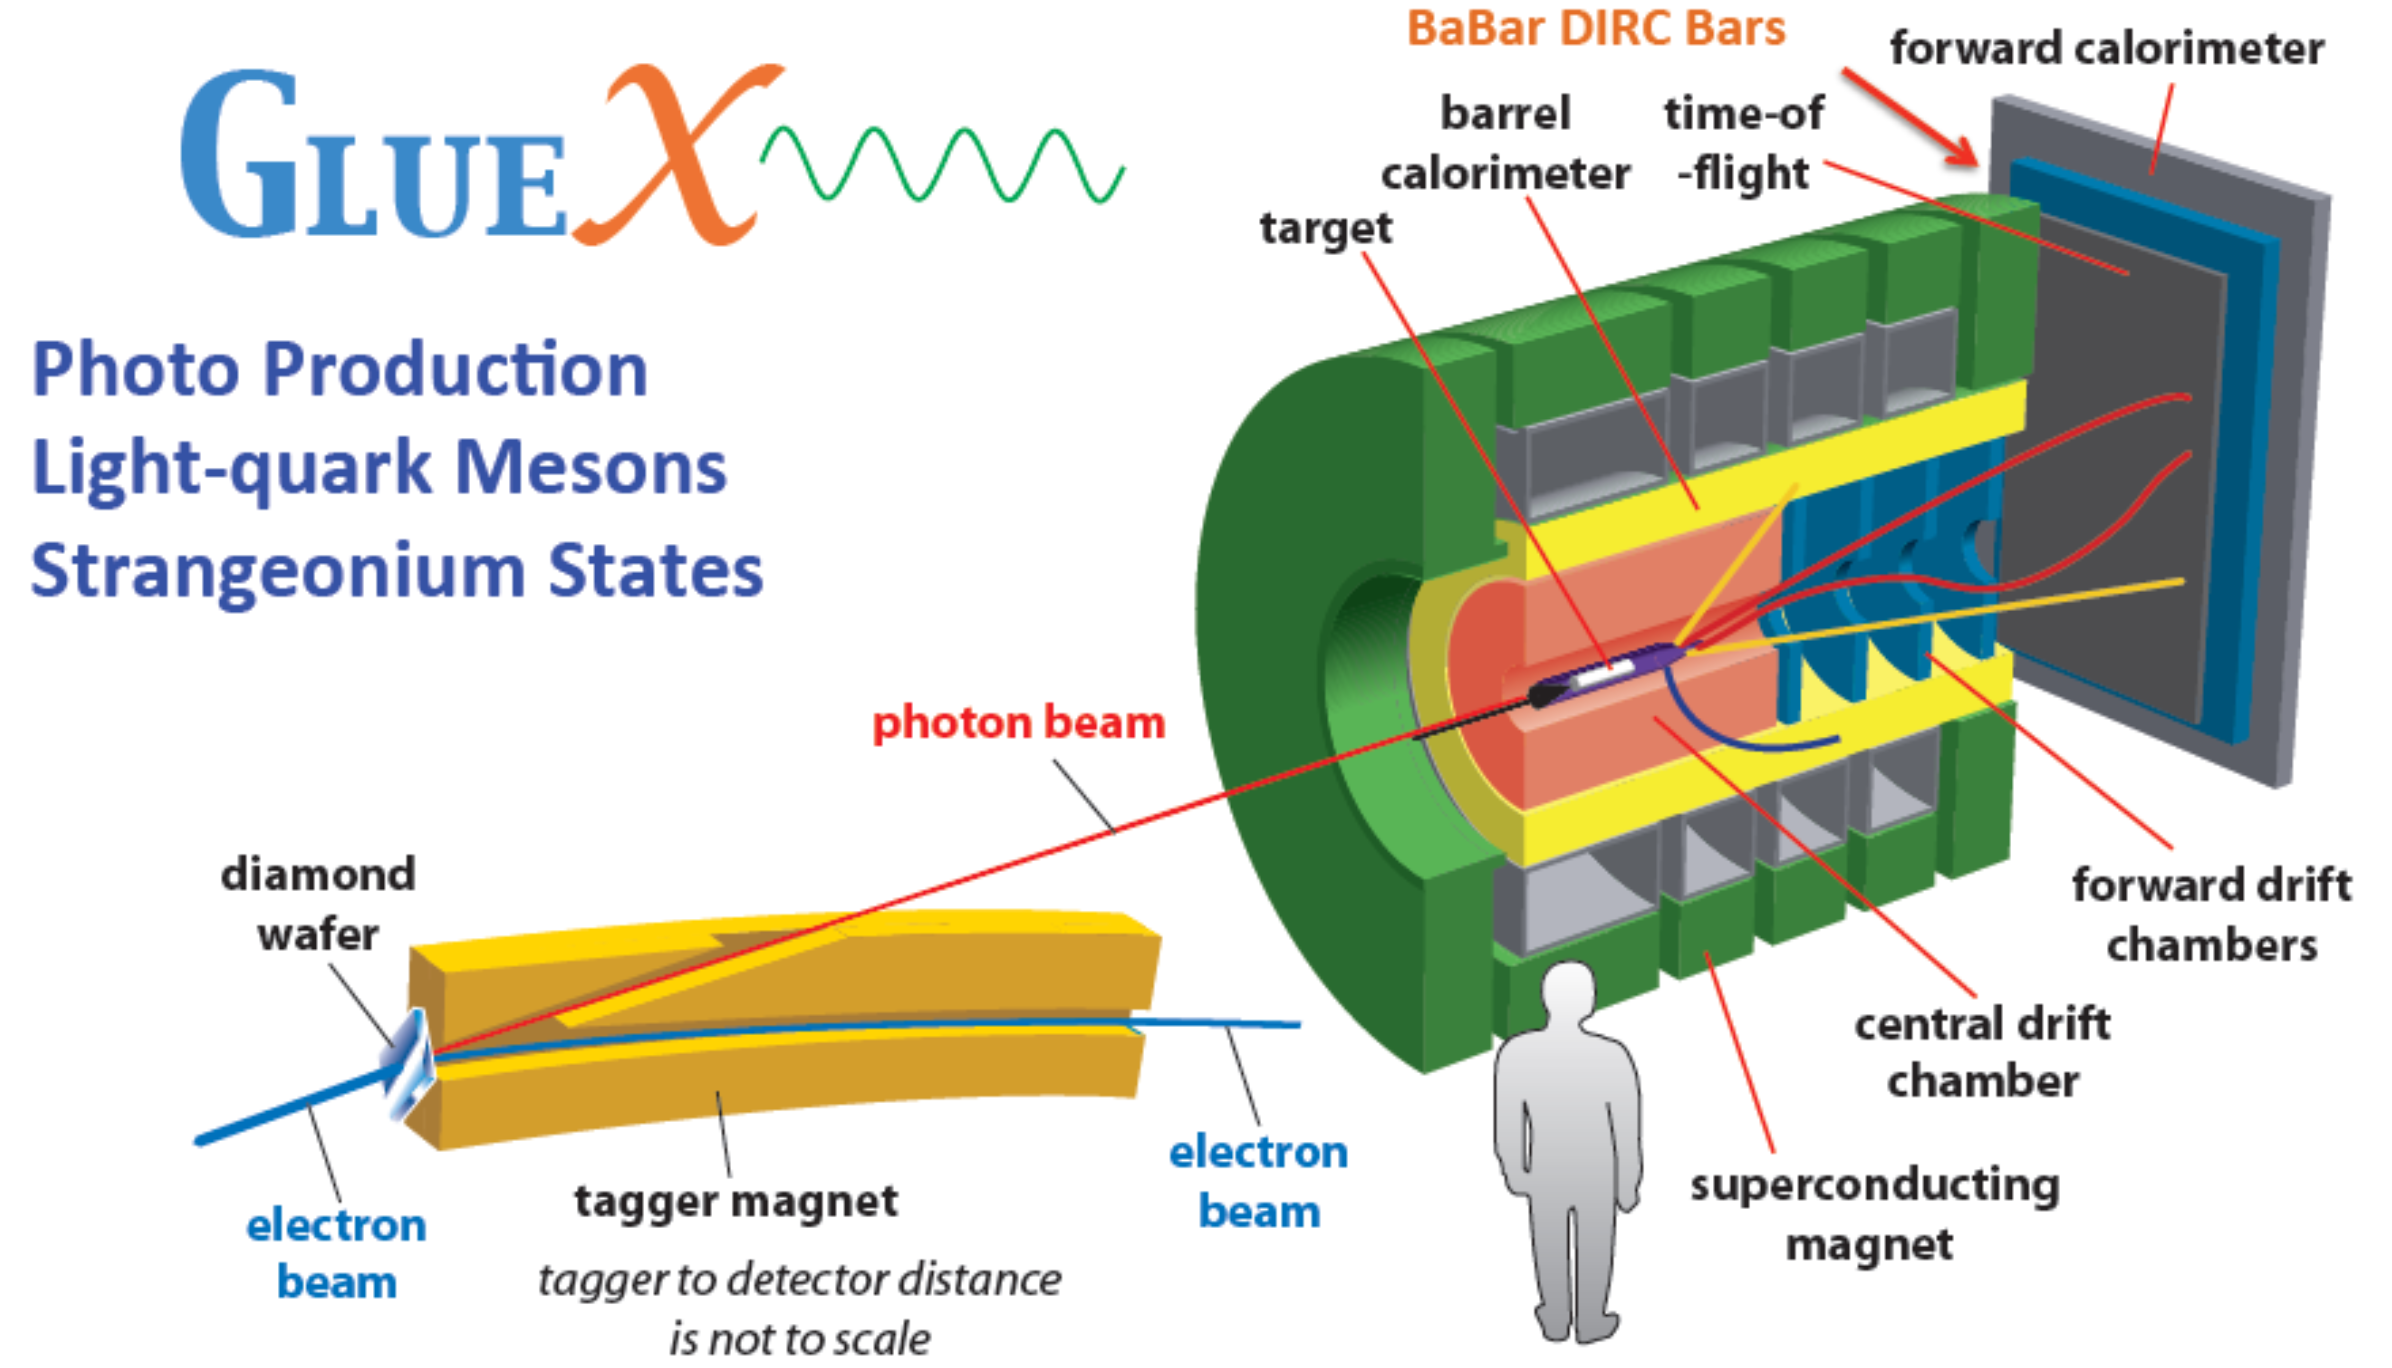 GLUEX
Photo Production
Light-quark Mesons
Strangeonium States
BaBar DIRC Bars
forward calorimeter
barrel
calorimeter
time-of
-flight
target
photon beam
diamond
wafer
electron
beam
tagger magnet
tagger to detector distance
is not to scale
electron
beam
forward drift
chambers
central drift
chamber
superconducting
magnet